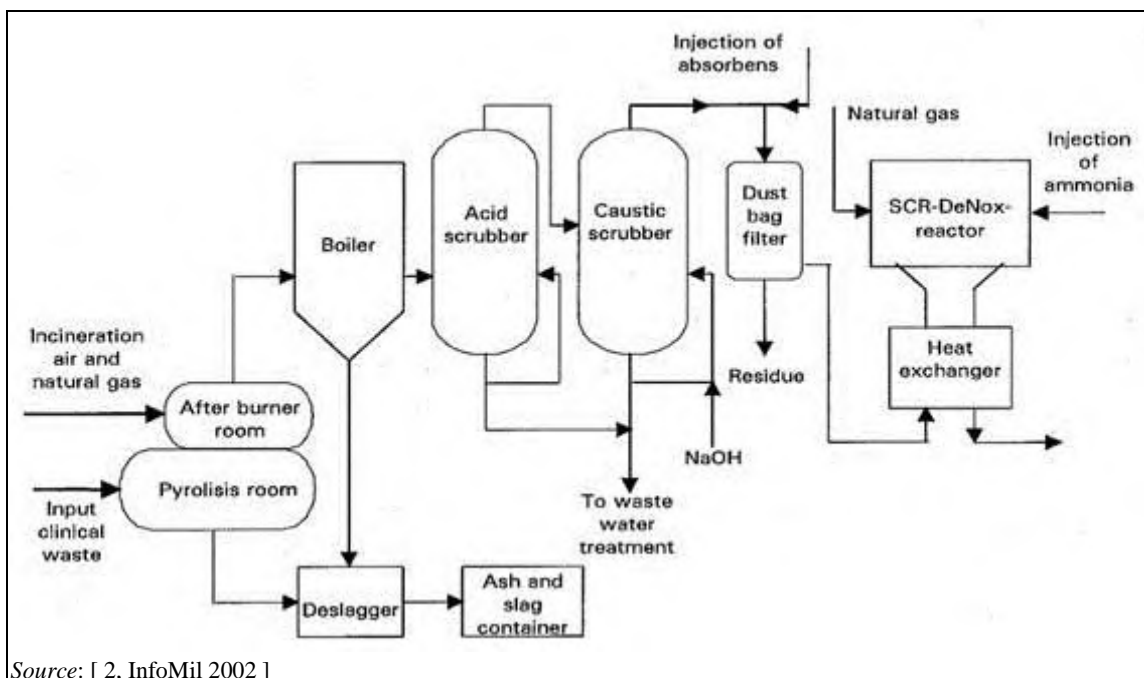 Injection of
absorbens
Natural gas
Injection
of
ammonia
Boiler
Acid
scrubber
Caustic
scrubber
Dust
bag
filter
SCR-DeNox-
reactor
Incineration
air and
natural gas
After burner
room
Residue
Heat
exchanger
Pyrolisis room
NaOH
Input
clinical
waste
To waste
water
treatment
Deslagger
Ash and
slag
container
Source: [ 2, InfoMil 2002 ]